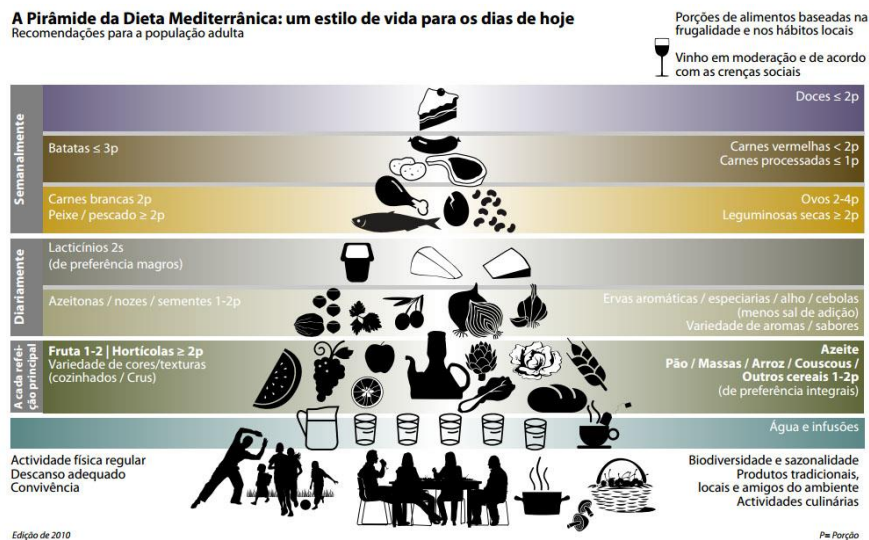 A Pirâmide da Dieta Mediterrânica: um estilo de vida para os dias de hoje
Recomendações para a população adulta
Porções de alimentos baseadas na
frugalidade e nos hábitos locais
Vinho em moderação e de acordo
com as crenças sociais
Semanalmente
Doces ≤ 2p
Batatas ≤ 3p
Carnes vermelhas < 2p
Carnes processadas ≤ 1p
Carnes brancas 2p
Peixe / pescado ≥ 2p
Ovos 2-4p
Leguminosas secas ≥ 2p
Diariamente
Lacticínios 2s
(de preferência magros)
Azeitonas / nozes / sementes 1-2p
Ervas aromáticas / especiarias / alho / cebolas
(menos sal de adição)
Variedade de aromas / sabores
A cada refei-
ção principal
Fruta 1-2 | Hortícolas ≥ 2p
Variedade de cores/texturas
(cozinhados / Crus)
Azeite
Pão / Massas / Arroz / Couscous /
Outros cereais 1-2p
(de preferência integrais)
Água e infusões
Actividade física regular
Descanso adequado
Convivência
Biodiversidade e sazonalidade
Produtos tradicionais,
locais e amigos do ambiente
Actividades culinárias
Edição de 2010
P= Porção